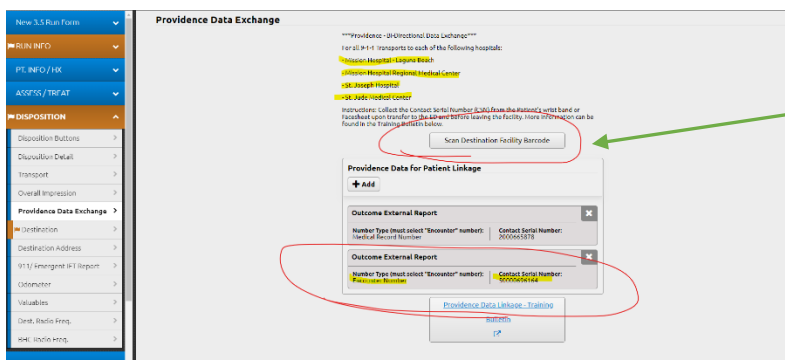 New 3.5 Run Form
RUN INFO
PT. INFO / HX
ASSESS / TREAT
DISPOSITION
Disposition Buttons
Disposition Detail
Transport
Overall Impression
Providence Data Exchange
Destination
Destination Address
911/ Emergent IFT Report
Odometer
Valuables
Dest. Radio Freq.
BHC Radio Freq.
Providence Data Exchange
***Providence - Bi-Directional Data Exchange***
For all 9-1-1 Transports to each of the following hospitals:
- Mission Hospital - Laguna Beach
- Mission Hospital Regional Medical Center
- St. Joseph Hospital
- St. Jude Medical Center
Instructions: Collect the Contact Serial Number (CSN) from the Patient's wrist band or
Facesheet upon transfer to the ED and before leaving the facility. More information can be
found in the Training Bulletin below.
Scan Destination Facility Barcode
Providence Data for Patient Linkage
+ Add
Outcome External Report
Number Type (must select "Encounter" number):
Medical Record Number
Contact Serial Number:
2000665878
Outcome External Report
Number Type (must select "Encounter" number):
Encounter Number
Contact Serial Number:
Providence Data Linkage - Training
Bulletin